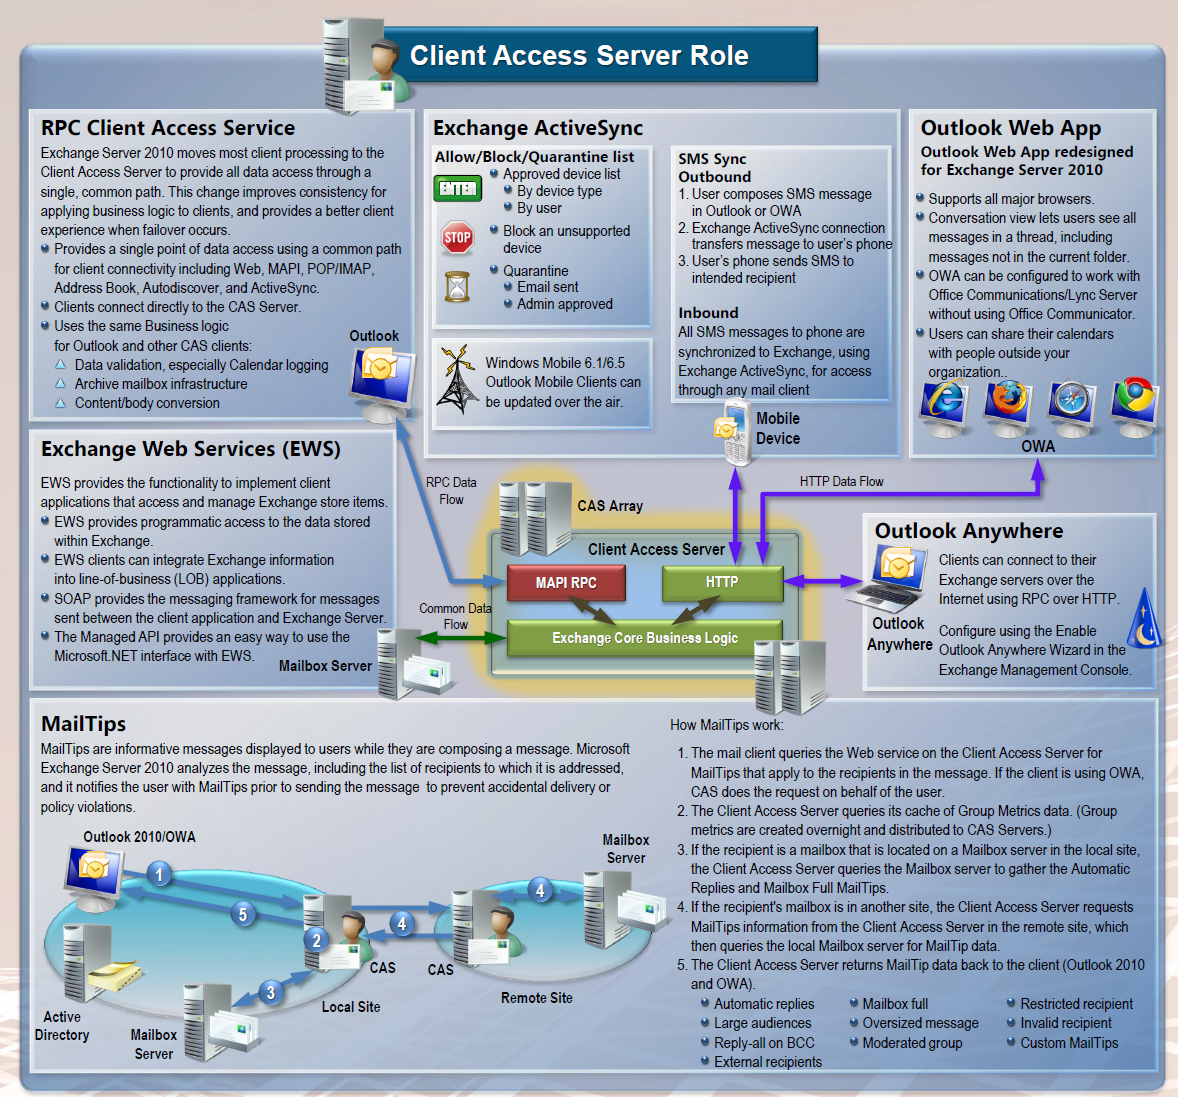 Client Access Server Role
RPC Client Access Service
Exchange Server 2010 moves most client processing to the
Client Access Server to provide all data access through a
single, common path. This change improves consistency for
applying business logic to clients, and provides a better client
experience when failover occurs.
Provides a single point of data access using a common path
for client connectivity including Web, MAPI, POP/IMAP,
Address Book, Autodiscover, and ActiveSync.
Clients connect directly to the CAS Server.
Uses the same Business logic
for Outlook and other CAS clients:
Data validation, especially Calendar logging
Archive mailbox infrastructure
Content/body conversion
Outlook
Exchange ActiveSync
Allow/Block/Quarantine list
ENTER
Approved device list
By device type
By user
STOP
Block an unsupported
device
Quarantine
Email sent
Admin approved
Windows Mobile 6.1/6.5
Outlook Mobile Clients can
be updated over the air.
SMS Sync
Outbound
1. User composes SMS message
in Outlook or OWA
2. Exchange ActiveSync connection
transfers message to user's phone
3. User's phone sends SMS to
intended recipient
Inbound
All SMS messages to phone are
synchronized to Exchange, using
Exchange ActiveSync, for access
through any mail client
Mobile
Device
Outlook Web App
Outlook Web App redesigned
for Exchange Server 2010
Supports all major browsers.
Conversation view lets users see all
messages in a thread, including
messages not in the current folder.
OWA can be configured to work with
Office Communications/Lync Server
without using Office Communicator.
Users can share their calendars
with people outside your
organization..
OWA
Exchange Web Services (EWS)
EWS provides the functionality to implement client
applications that access and manage Exchange store items.
EWS provides programmatic access to the data stored
within Exchange.
EWS clients can integrate Exchange information
into line-of-business (LOB) applications.
SOAP provides the messaging framework for messages
sent between the client application and Exchange Server.
The Managed API provides an easy way to use the
Microsoft.NET interface with EWS.
Mailbox Server
RPC Data
Flow
Common Data
Flow
HTTP Data Flow
CAS Array
Client Access Server
MAPI RPC
HTTP
Exchange Core Business Logic
Outlook Anywhere
Clients can connect to their
Exchange servers over the
Internet using RPC over HTTP.
Configure using the Enable
Outlook Anywhere Wizard in the
Exchange Management Console.
Outlook
Anywhere
MailTips
MailTips are informative messages displayed to users while they are composing a message. Microsoft
Exchange Server 2010 analyzes the message, including the list of recipients to which it is addressed,
and it notifies the user with MailTips prior to sending the message to prevent accidental delivery or
policy violations.
Outlook 2010/OWA
1
5
2
3
4
4
CAS
CAS
Local Site
Remote Site
Active
Directory
Mailbox
Server
Mailbox
Server
How MailTips work:
1. The mail client queries the Web service on the Client Access Server for
MailTips that apply to the recipients in the message. If the client is using OWA,
CAS does the request on behalf of the user.
2. The Client Access Server queries its cache of Group Metrics data. (Group
metrics are created overnight and distributed to CAS Servers.)
3. If the recipient is a mailbox that is located on a Mailbox server in the local site,
the Client Access Server queries the Mailbox server to gather the Automatic
Replies and Mailbox Full MailTips.
4. If the recipient's mailbox is in another site, the Client Access Server requests
MailTips information from the Client Access Server in the remote site, which
then queries the local Mailbox server for MailTip data.
5. The Client Access Server returns MailTip data back to the client (Outlook 2010
and OWA).
Automatic replies
Large audiences
Reply-all on BCC
External recipients
Mailbox full
Oversized message
Moderated group
Restricted recipient
Invalid recipient
Custom MailTips